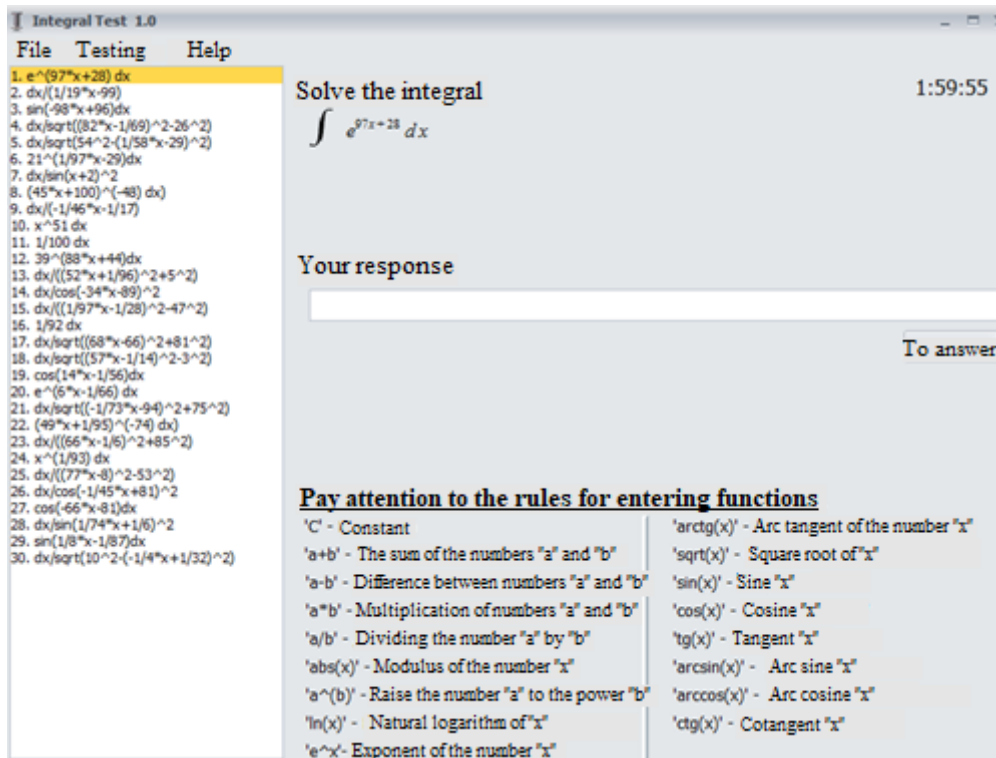 Integral Test 1.0
File Testing Help
1. e^(97*x+28) dx
2. dx/(1/19*x-99)
3. sin(-98*x+96)dx
4. dx/sqrt((82*x-1/69)^2-26^2)
5. dx/sqrt(54^2-(1/58*x-29)^2)
6. 21^(1/97*x-29)dx
7. dx/sin(x+2)^2
8. (45*x+100)^(-48) dx)
9. dx/(-1/46*x-1/17)
10. x^51 dx
11. 1/100 dx
12. 39^(88*x+44)dx
13. dx/((52*x+1/96)^2+5^2)
14. dx/cos(-34*x-89)^2
15. dx/((1/97*x-1/28)^2-47^2)
16. 1/92 dx
17. dx/sqrt((68*x-66)^2+81^2)
18. dx/sqrt((57*x-1/14)^2-3^2)
19. cos(14*x-1/56)dx
20. e^(6*x-1/66) dx
21. dx/sqrt((-1/73*x-94)^2+75^2)
22. (49*x+1/95)^(-74) dx)
23. dx/((66*x-1/6)^2+85^2)
24. x^(1/93) dx
25. dx/((77*x-8)^2-53^2)
26. dx/cos(-1/45*x+81)^2
27. cos(-66*x-81)dx
28. dx/sin(1/74*x+1/6)^2
29. sin(1/8*x-1/87)dx
30. dx/sqrt(10^2-(-1/4*x+1/32)^2)
Solve the integral
1:59:55
∫ e^{97x+28} dx
Your response
To answer
Pay attention to the rules for entering functions
'C' - Constant
'a+b' - The sum of the numbers "a" and "b"
'a-b' - Difference between numbers "a" and "b"
'a*b' - Multiplication of numbers "a" and "b"
'a/b' - Dividing the number "a" by "b"
'abs(x)' - Modulus of the number "x"
'a^(b)' - Raise the number "a" to the power "b"
'ln(x)' - Natural logarithm of "x"
'e^x'- Exponent of the number "x"
'arctg(x)' - Arc tangent of the number "x"
'sqrt(x)' - Square root of "x"
'sin(x)' - Sine "x"
'cos(x)' - Cosine "x"
'tg(x)' - Tangent "x"
'arcsin(x)' - Arc sine "x"
'arccos(x)' - Arc cosine "x"
'ctg(x)' - Cotangent "x"